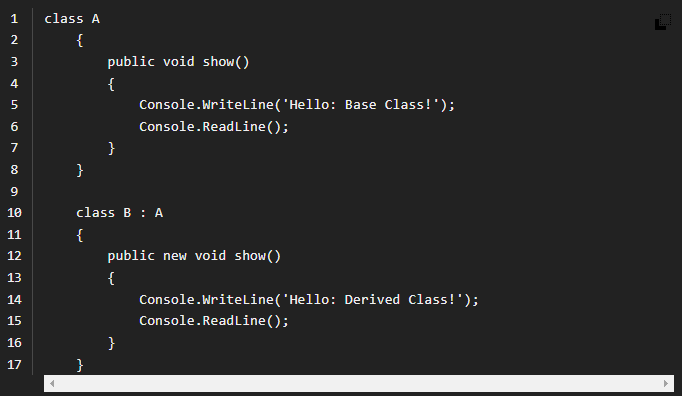 1 class A
2 {
3 public void show()
4 {
5 Console.WriteLine('Hello: Base Class!');
6 Console.ReadLine();
7 }
8 }
9
10 class B : A
11 {
12 public new void show()
13 {
14 Console.WriteLine('Hello: Derived Class!');
15 Console.ReadLine();
16 }
17 }